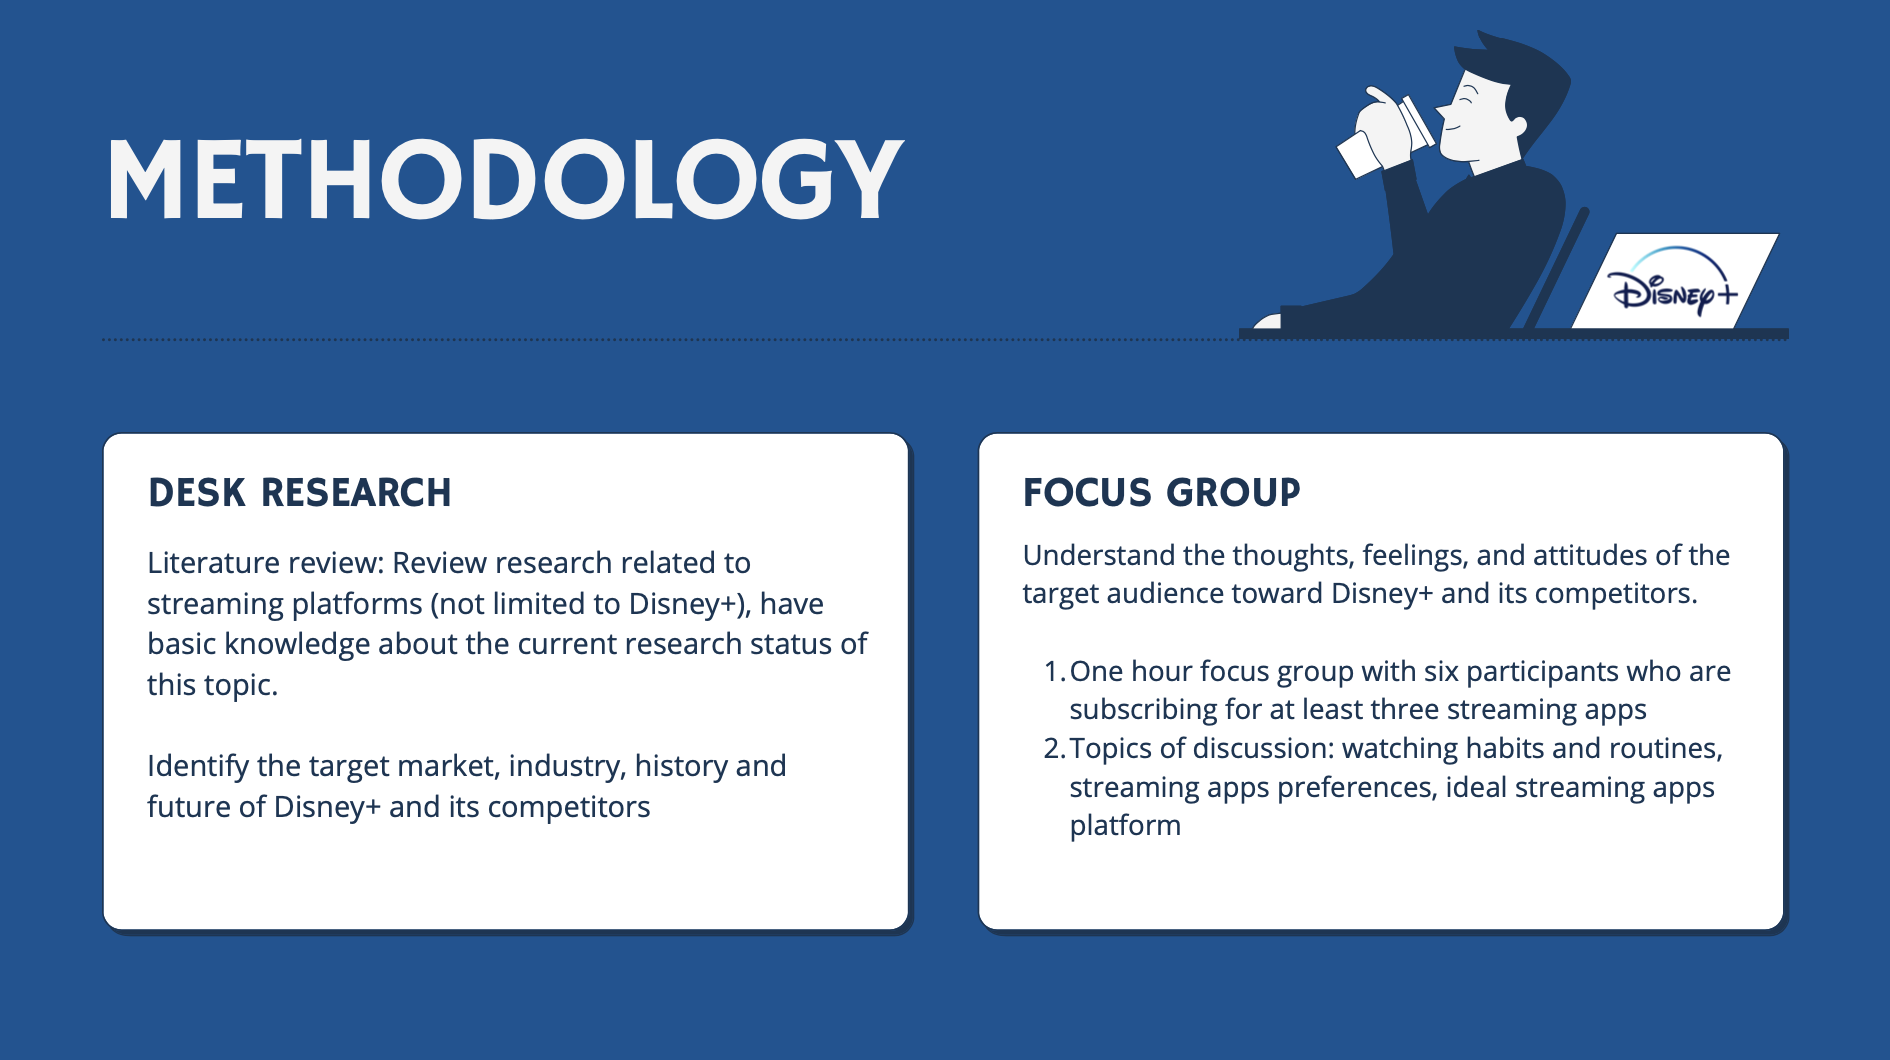 METHODOLOGY
Disney+
DESK RESEARCH
Literature review: Review research related to
streaming platforms (not limited to Disney+), have
basic knowledge about the current research status of
this topic.
Identify the target market, industry, history and
future of Disney+ and its competitors
FOCUS GROUP
Understand the thoughts, feelings, and attitudes of the
target audience toward Disney+ and its competitors.
1. One hour focus group with six participants who are
subscribing for at least three streaming apps
2. Topics of discussion: watching habits and routines,
streaming apps preferences, ideal streaming apps
platform